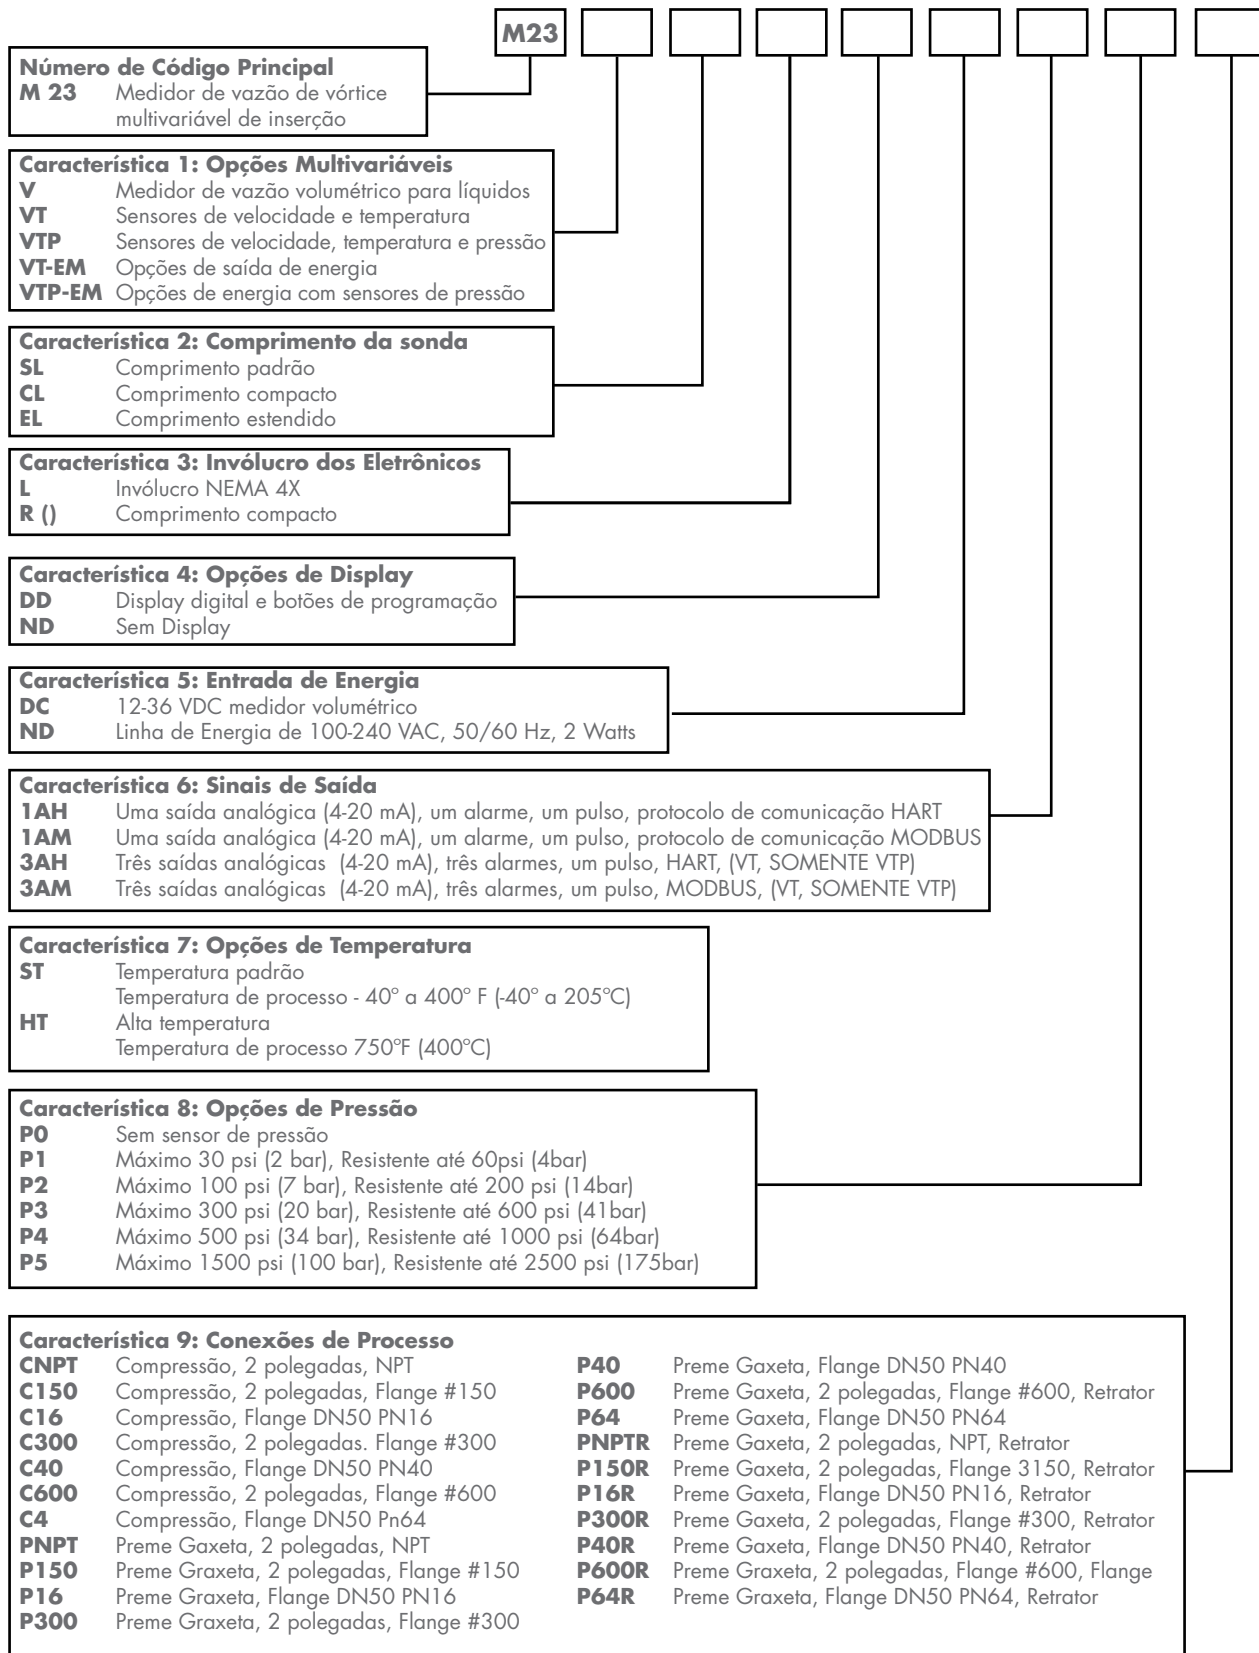 M23
Número de Código Principal
M 23 Medidor de vazão de vórtice
multivariável de inserção
Característica 1: Opções Multivariáveis
V Medidor de vazão volumétrico para líquidos
VT Sensores de velocidade e temperatura
VTP Sensores de velocidade, temperatura e pressão
VT-EM Opções de saída de energia
VTP-EM Opções de energia com sensores de pressão
Característica 2: Comprimento da sonda
SL Comprimento padrão
CL Comprimento compacto
EL Comprimento estendido
Característica 3: Invólucro dos Eletrônicos
L Invólucro NEMA 4X
R () Comprimento compacto
Característica 4: Opções de Display
DD Display digital e botões de programação
ND Sem Display
Característica 5: Entrada de Energia
DC 12-36 VDC medidor volumétrico
ND Linha de Energia de 100-240 VAC, 50/60 Hz, 2 Watts
Característica 6: Sinais de Saída
1AH Uma saída analógica (4-20 mA), um alarme, um pulso, protocolo de comunicação HART
1AM Uma saída analógica (4-20 mA), um alarme, um pulso, protocolo de comunicação MODBUS
3AH Três saídas analógicas (4-20 mA), três alarmes, um pulso, HART, (VT, SOMENTE VTP)
3AM Três saídas analógicas (4-20 mA), três alarmes, um pulso, MODBUS, (VT, SOMENTE VTP)
Característica 7: Opções de Temperatura
ST Temperatura padrão
Temperatura de processo - 40º a 400º F (-40º a 205ºC)
HT Alta temperatura
Temperatura de processo 750ºF (400ºC)
Característica 8: Opções de Pressão
P0 Sem sensor de pressão
P1 Máximo 30 psi (2 bar), Resistente até 60psi (4bar)
P2 Máximo 100 psi (7 bar), Resistente até 200 psi (14bar)
P3 Máximo 300 psi (20 bar), Resistente até 600 psi (41bar)
P4 Máximo 500 psi (34 bar), Resistente até 1000 psi (64bar)
P5 Máximo 1500 psi (100 bar), Resistente até 2500 psi (175bar)
Característica 9: Conexões de Processo
CNPT Compressão, 2 polegadas, NPT
C150 Compressão, 2 polegadas, Flange #150
C16 Compressão, Flange DN50 PN16
C300 Compressão, 2 polegadas. Flange #300
C40 Compressão, Flange DN50 PN40
C600 Compressão, 2 polegadas, Flange #600
C4 Compressão, Flange DN50 Pn64
PNPT Preme Gaxeta, 2 polegadas, NPT
P150 Preme Graxeta, 2 polegadas, Flange #150
P16 Preme Graxeta, Flange DN50 PN16
P300 Preme Graxeta, 2 polegadas, Flange #300
P40 Preme Gaxeta, Flange DN50 PN40
P600 Preme Gaxeta, 2 polegadas, Flange #600, Retrator
P64 Preme Gaxeta, Flange DN50 PN64
PNPTR Preme Gaxeta, 2 polegadas, NPT, Retrator
P150R Preme Gaxeta, 2 polegadas, Flange 3150, Retrator
P16R Preme Gaxeta, Flange DN50 PN16, Retrator
P300R Preme Gaxeta, 2 polegadas, Flange #300, Retrator
P40R Preme Gaxeta, Flange DN50 PN40, Retrator
P600R Preme Graxeta, 2 polegadas, Flange #600, Flange
P64R Preme Graxeta, Flange DN50 PN64, Retrator